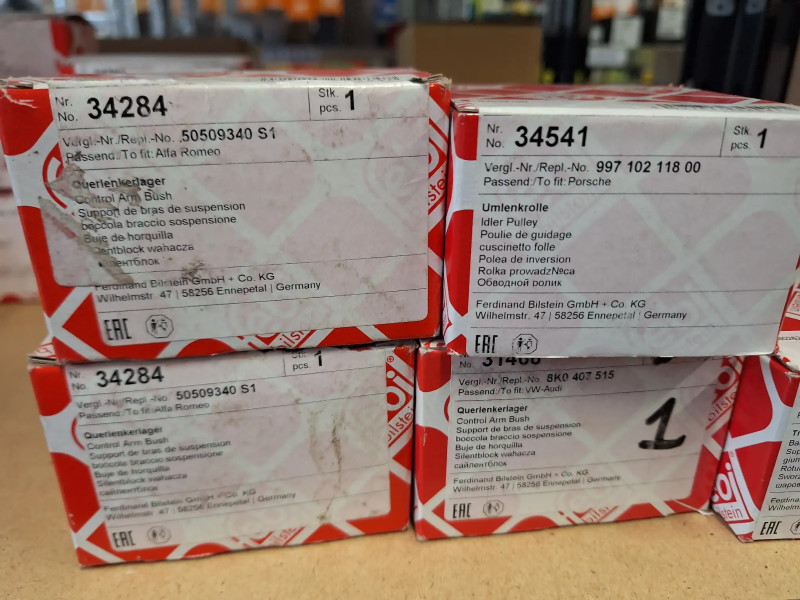 Nr.
No. 34284
Stk.
pcs. 1
Vergl.-Nr./Repl.-No. 50509340 S1
Passend:/To fit: Alfa Romeo
Querlenkerlager
Control Arm Bush
Support de bras de suspension
boccola braccio sospensione
Buje de horquilla
Silentblock wahacza
сайлентблок
Ferdinand Bilstein GmbH + Co. KG
Wilhelmstr. 47 | 58256 Ennepetal | Germany
EAC
bilstein
Nr.
No. 34541
Stk.
pcs. 1
Vergl.-Nr./Repl.-No. 997 102 118 00
Passend:/To fit: Porsche
Umlenkrolle
Idler Pulley
Poulie de guidage
cuscinetto folle
Polea de inversion
Rolka prowadzNeca
Обводной ролик
Ferdinand Bilstein GmbH + Co. KG
Wilhelmstr. 47 | 58256 Ennepetal | Germany
EAC
Nr.
No. 34284
Stk.
pcs. 1
Vergl.-Nr./Repl.-No. 50509340 S1
Passend:/To fit: Alfa Romeo
Querlenkerlager
Control Arm Bush
Support de bras de suspension
boccola braccio sospensione
Buje de horquilla
Silentblock wahacza
сайлентблок
Ferdinand Bilstein GmbH + Co. KG
Wilhelmstr. 47 | 58256 Ennepetal | Germany
EAC
bilstein
No.
Vergl.-Nr./Repl.-No. 8K0 407 515
Passend:/To fit: VW-Audi
Querlenkerlager
Control Arm Bush
Support de bras de suspension
boccola braccio sospensione
Buje de horquilla
Silentblock wahacza
сайлентблок
1
Ferdinand Bilstein GmbH + Co. KG
Wilhelmstr. 47 | 58256 Ennepetal | Germany
EAC
bilstein
EAC